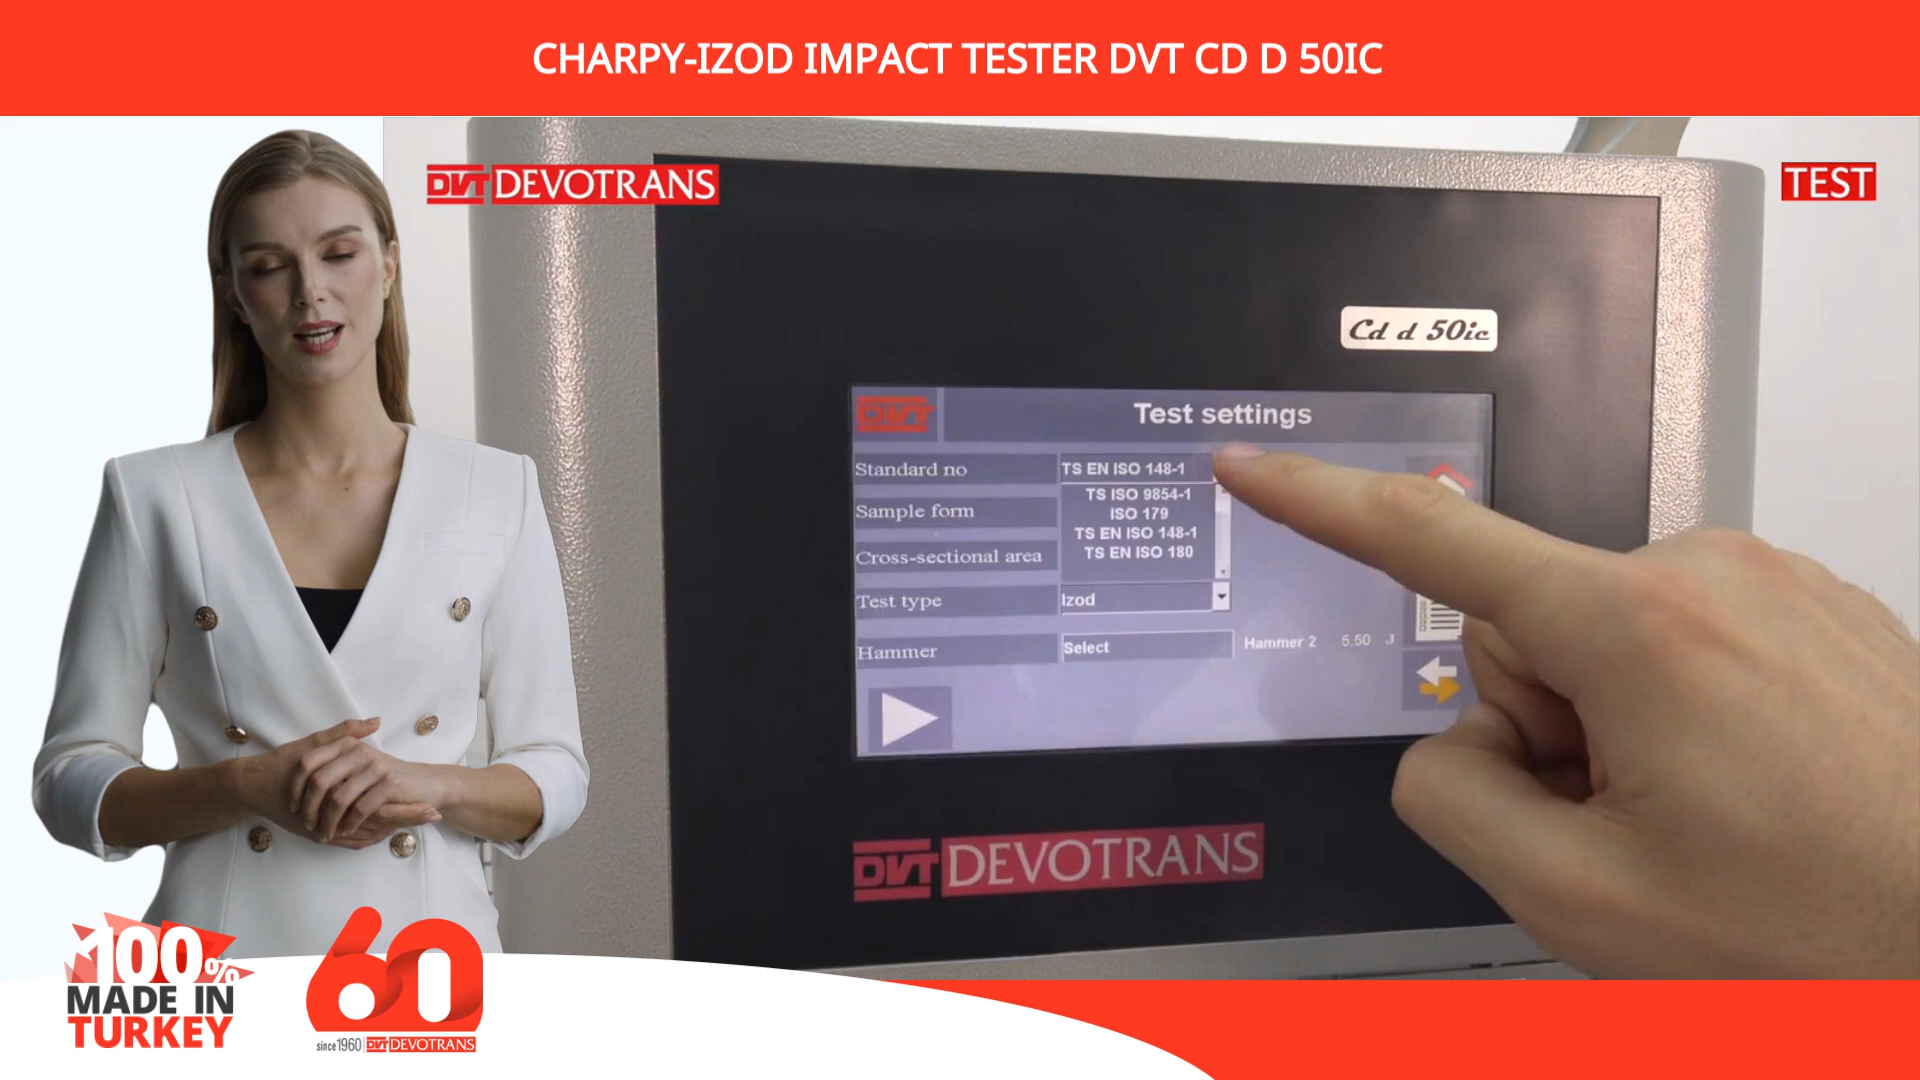 CHARPY-IZOD IMPACT TESTER DVT CD D 50IC
DVT DEVOTRANS
TEST
Cd d 50ic
DVT
Test settings
Standard no
TS EN ISO 148-1
TS ISO 9854-1
ISO 179
TS EN ISO 148-1
TS EN ISO 180
Sample form
Cross-sectional area
Test type
Izod
Hammer
Select
Hammer 2 5.50 J
DVT DEVOTRANS
100%
MADE IN
TURKEY
60
since 1960 DVT DEVOTRANS